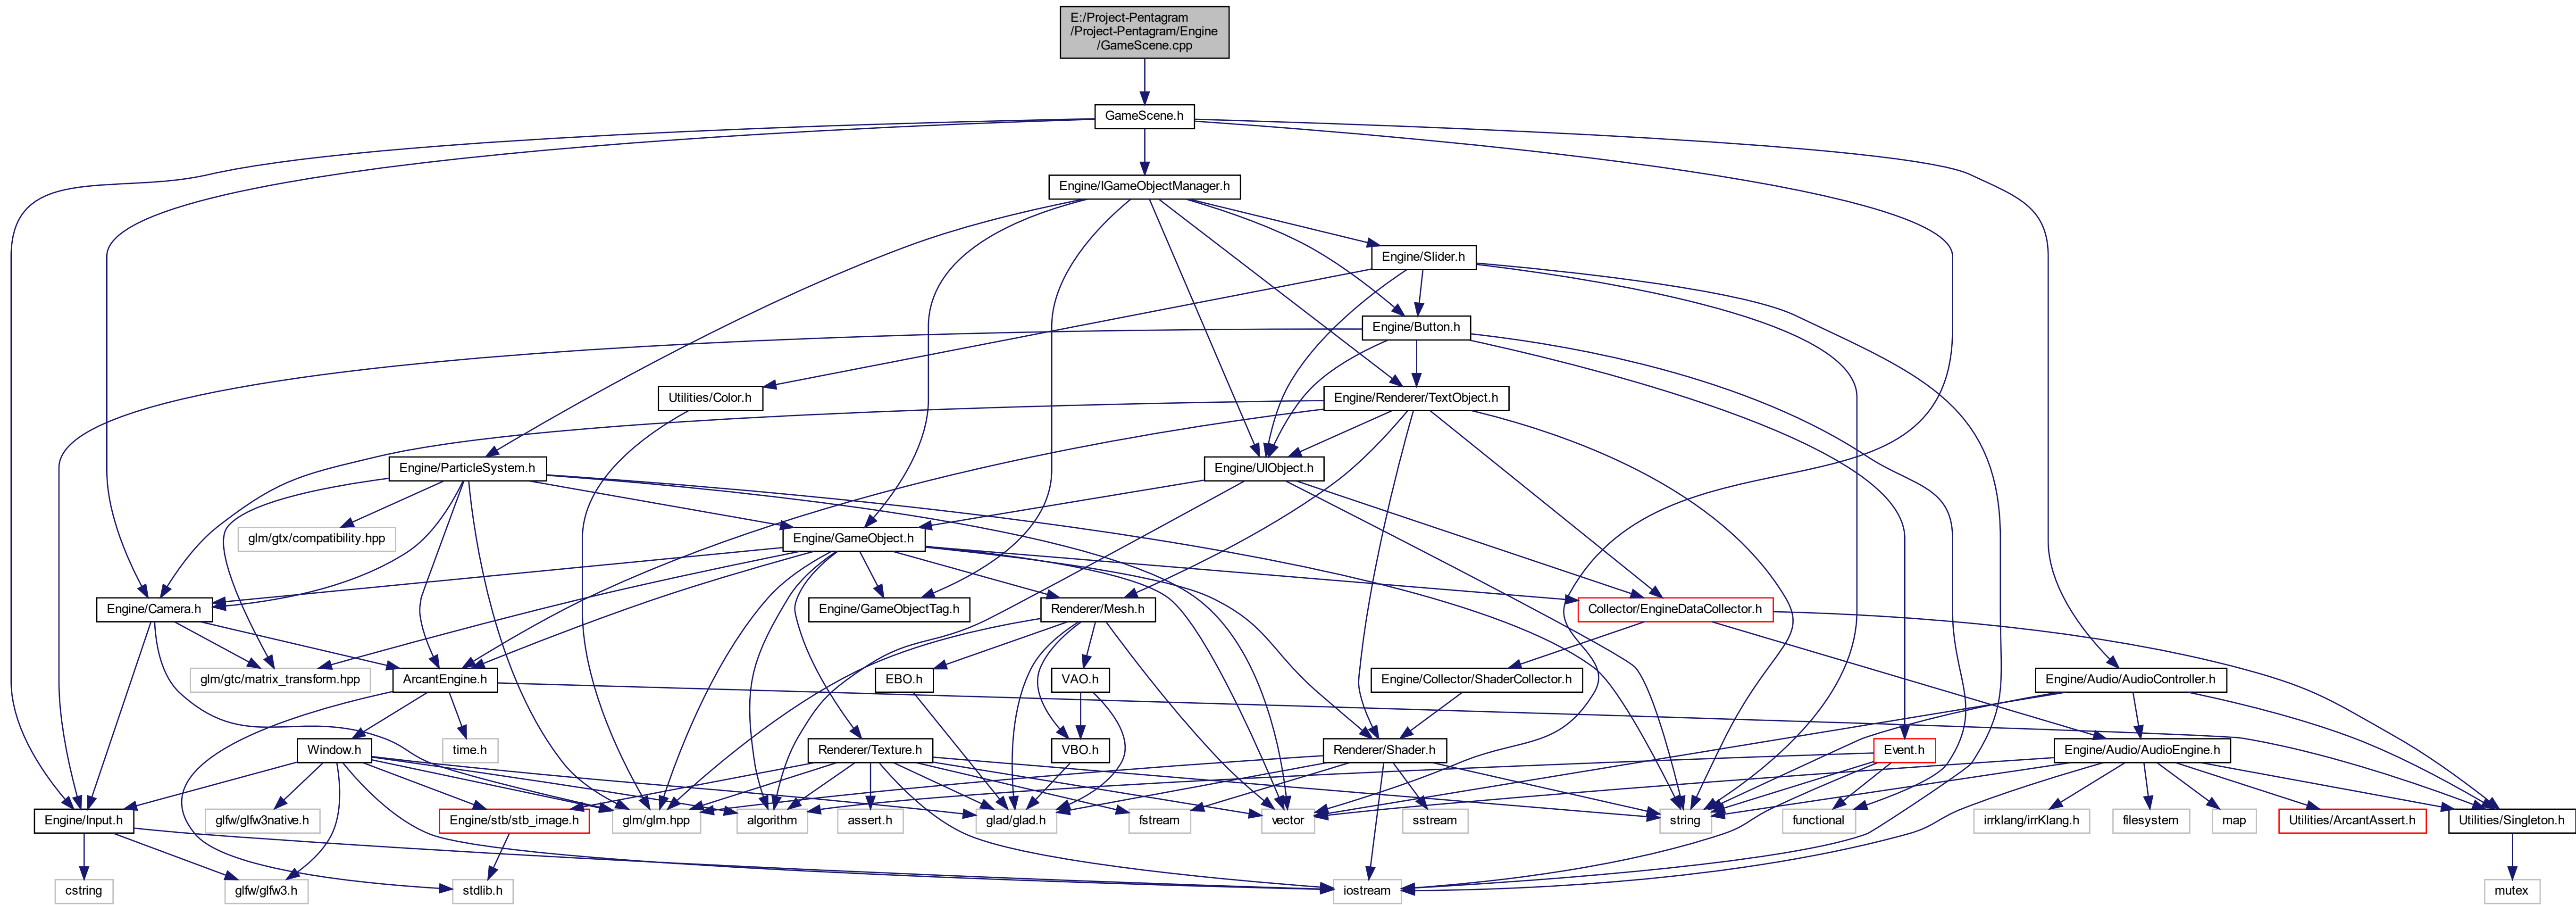 E:/Project-Pentagram
/Project-Pentagram/Engine
/GameScene.cpp
GameScene.h
Engine/IGameObjectManager.h
Engine/Slider.h
Engine/Button.h
Utilities/Color.h
Engine/Renderer/TextObject.h
Engine/ParticleSystem.h
Engine/UIObject.h
glm/gtx/compatibility.hpp
Engine/GameObject.h
Engine/Camera.h
Engine/GameObjectTag.h
Renderer/Mesh.h
Collector/EngineDataCollector.h
glm/gtc/matrix_transform.hpp
ArcantEngine.h
EBO.h
VAO.h
Engine/Collector/ShaderCollector.h
Engine/Audio/AudioController.h
Window.h
time.h
Renderer/Texture.h
VBO.h
Renderer/Shader.h
Event.h
Engine/Audio/AudioEngine.h
Engine/Input.h
glfw/glfw3native.h
Engine/stb/stb_image.h
glm/glm.hpp
algorithm
assert.h
glad/glad.h
fstream
vector
sstream
string
functional
irrklang/irrKlang.h
filesystem
map
Utilities/ArcantAssert.h
Utilities/Singleton.h
cstring
glfw/glfw3.h
stdlib.h
iostream
mutex